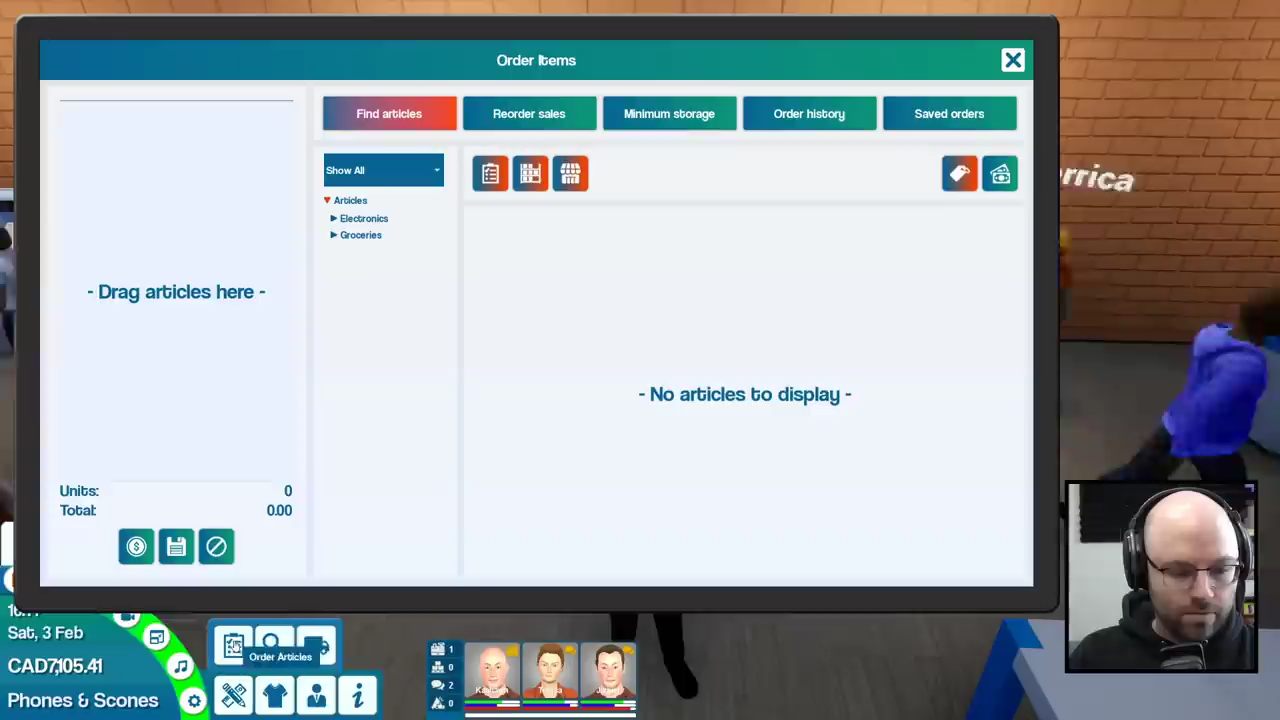 Order Items
Find articles
Reorder sales
Minimum storage
Order history
Saved orders
Show All
Articles
Electronics
Groceries
- Drag articles here -
- No articles to display -
Units: 0
Total: 0.00
Sat, 3 Feb
CAD7,105.41
Phones & Scones
Order Articles
1
0
2
0